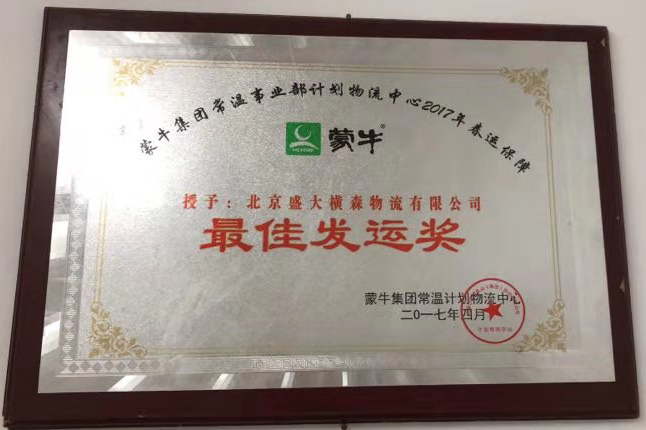 蒙牛集团常温事业部计划物流中心2017年春运保障
MENGNIU
蒙牛®
授予：北京盛大横森物流有限公司
最佳发运奖
蒙牛集团常温计划物流中心
二〇一七年四月